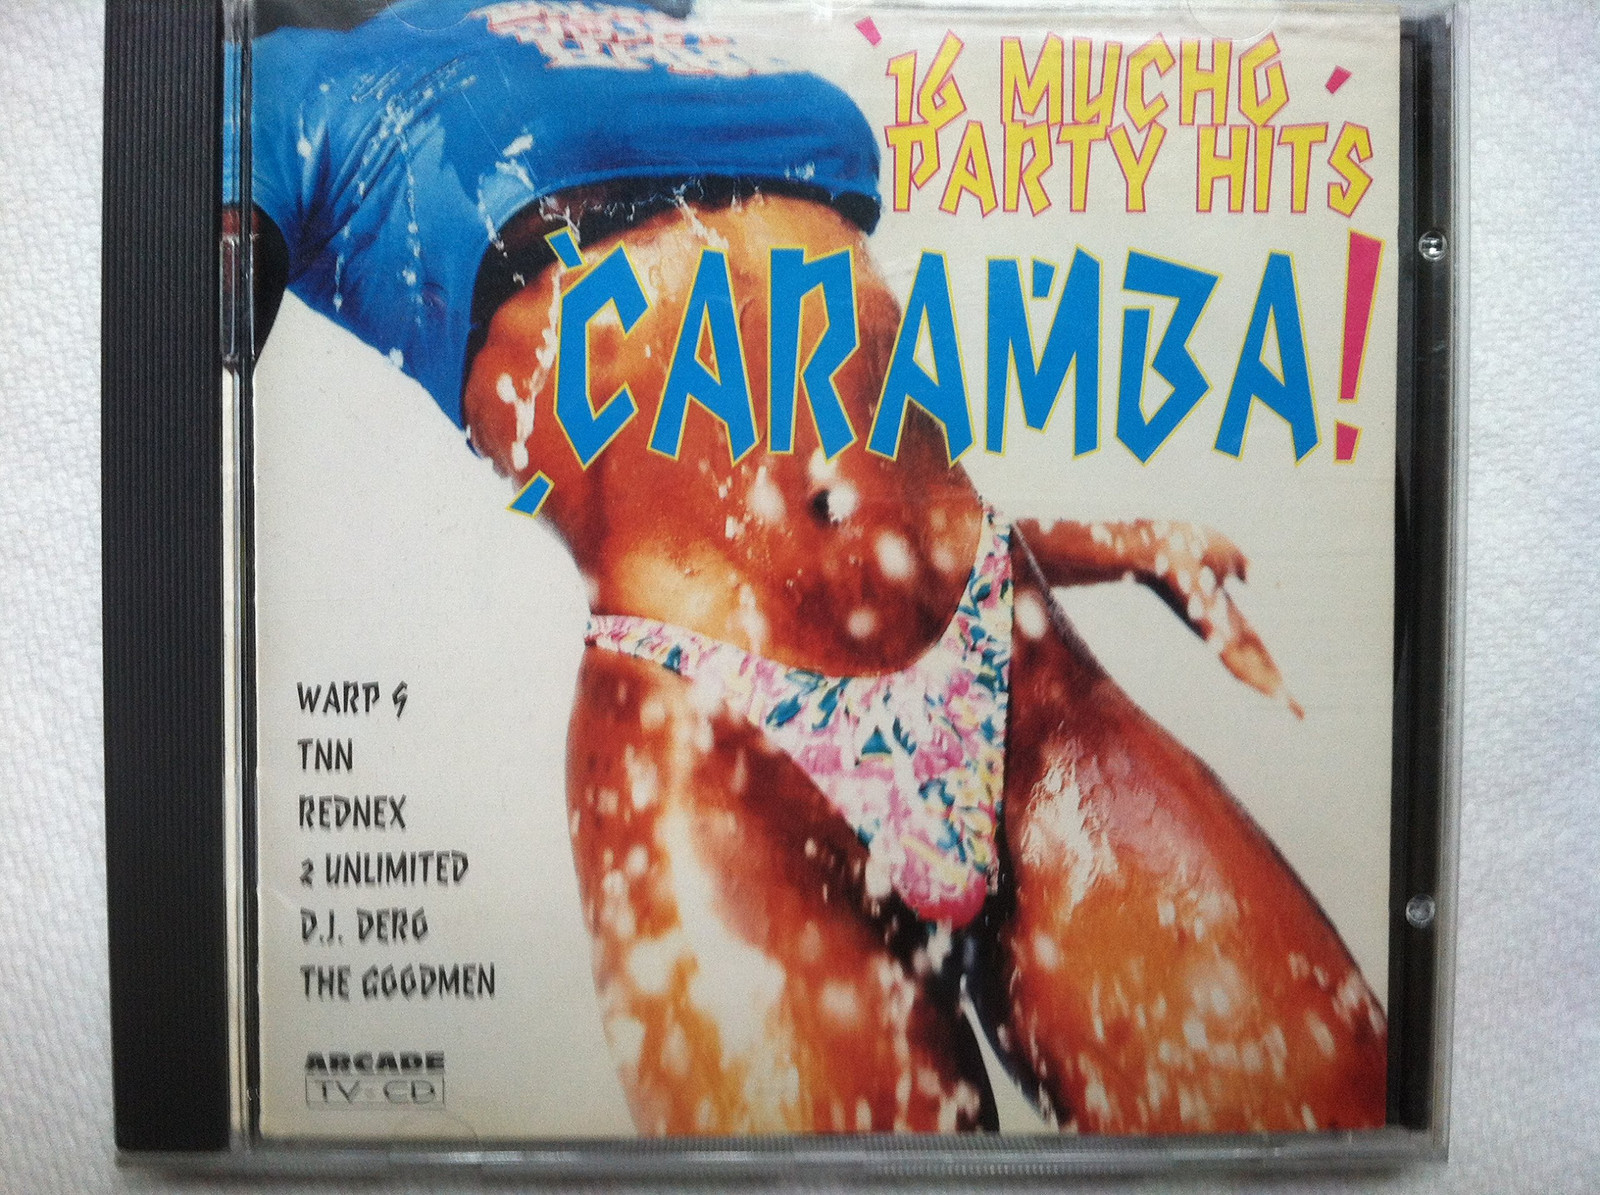 16 MUCHO
PARTY HITS
CARAMBA!
WARP 9
TNN
REDNEX
2 UNLIMITED
D.J. DERO
THE GOODMEN
ARCADE
TV·CD